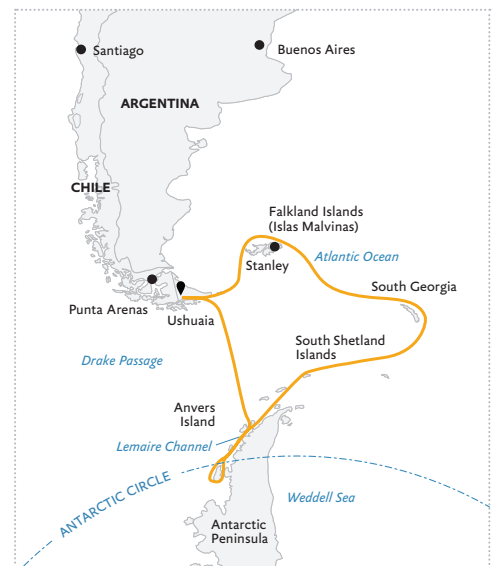 Santiago
Buenos Aires
ARGENTINA
CHILE
Falkland Islands
(Islas Malvinas)
Atlantic Ocean
Stanley
South Georgia
Punta Arenas
Ushuaia
South Shetland
Islands
Drake Passage
Anvers
Island
Lemaire Channel
ANTARCTIC CIRCLE
Weddell Sea
Antarctic
Peninsula